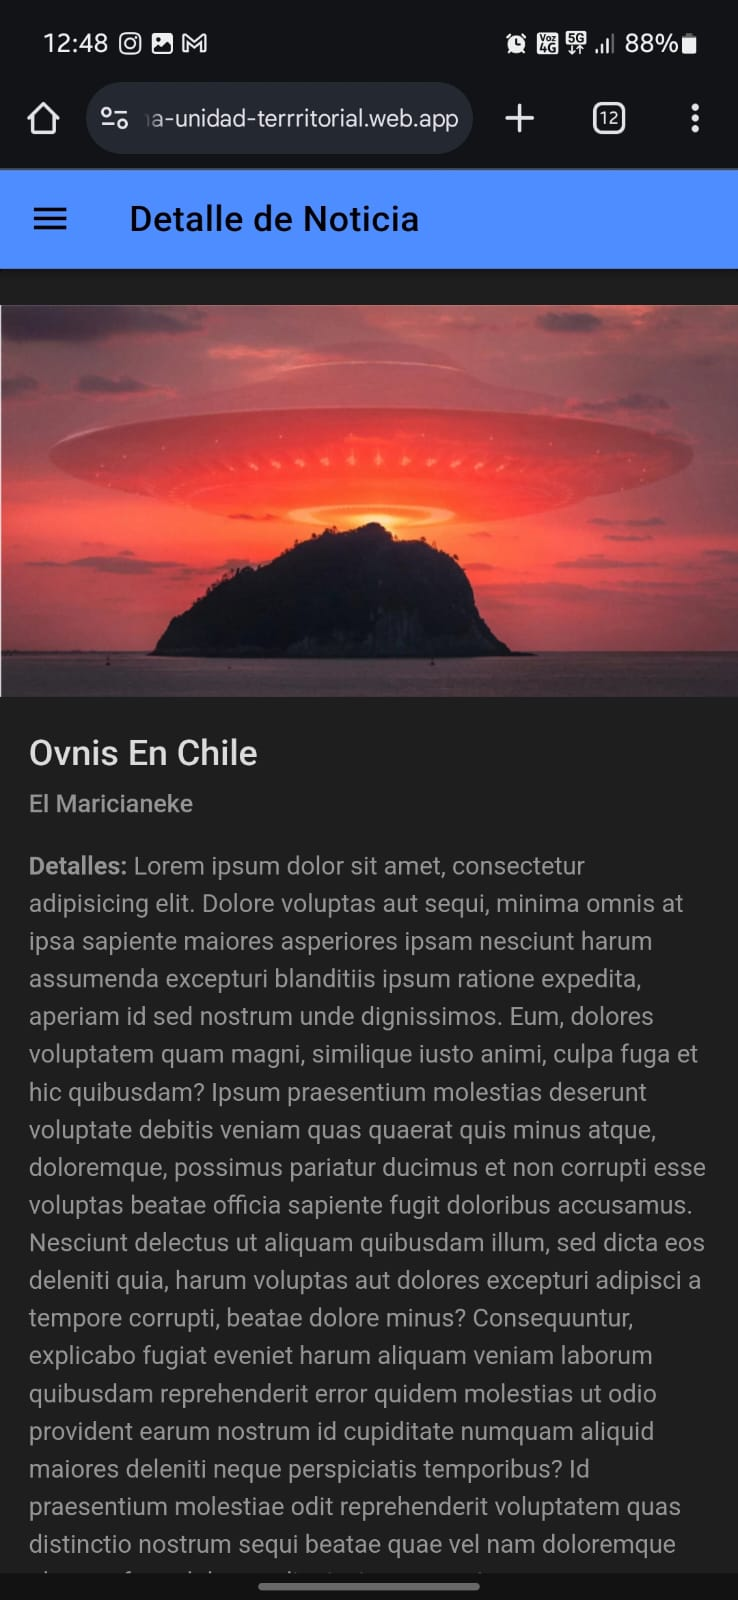 12:48
Voz 4G 5G 88%
a-unidad-terrritorial.web.app
12
Detalle de Noticia
Ovnis En Chile
El Maricianeke
Detalles: Lorem ipsum dolor sit amet, consectetur
adipisicing elit. Dolore voluptas aut sequi, minima omnis at
ipsa sapiente maiores asperiores ipsam nesciunt harum
assumenda excepturi blanditiis ipsum ratione expedita,
aperiam id sed nostrum unde dignissimos. Eum, dolores
voluptatem quam magni, similique iusto animi, culpa fuga et
hic quibusdam? Ipsum praesentium molestias deserunt
voluptate debitis veniam quas quaerat quis minus atque,
doloremque, possimus pariatur ducimus et non corrupti esse
voluptas beatae officia sapiente fugit doloribus accusamus.
Nesciunt delectus ut aliquam quibusdam illum, sed dicta eos
deleniti quia, harum voluptas aut dolores excepturi adipisci a
tempore corrupti, beatae dolore minus? Consequuntur,
explicabo fugiat eveniet harum aliquam veniam laborum
quibusdam reprehenderit error quidem molestias ut odio
provident earum nostrum id cupiditate numquam aliquid
maiores deleniti neque perspiciatis temporibus? Id
praesentium molestiae odit reprehenderit voluptatem quas
distinctio nostrum sequi beatae quae vel nam doloremque